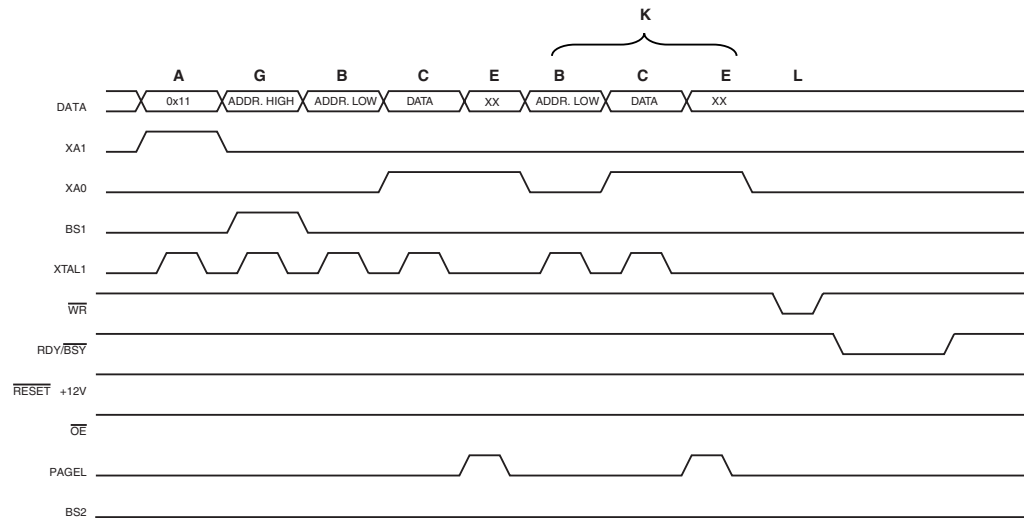 K
A G B C E B C E L
DATA 0x11 ADDR. HIGH ADDR. LOW DATA XX ADDR. LOW DATA XX
XA1
XA0
BS1
XTAL1
WR
RDY/BSY
RESET +12V
OE
PAGEL
BS2